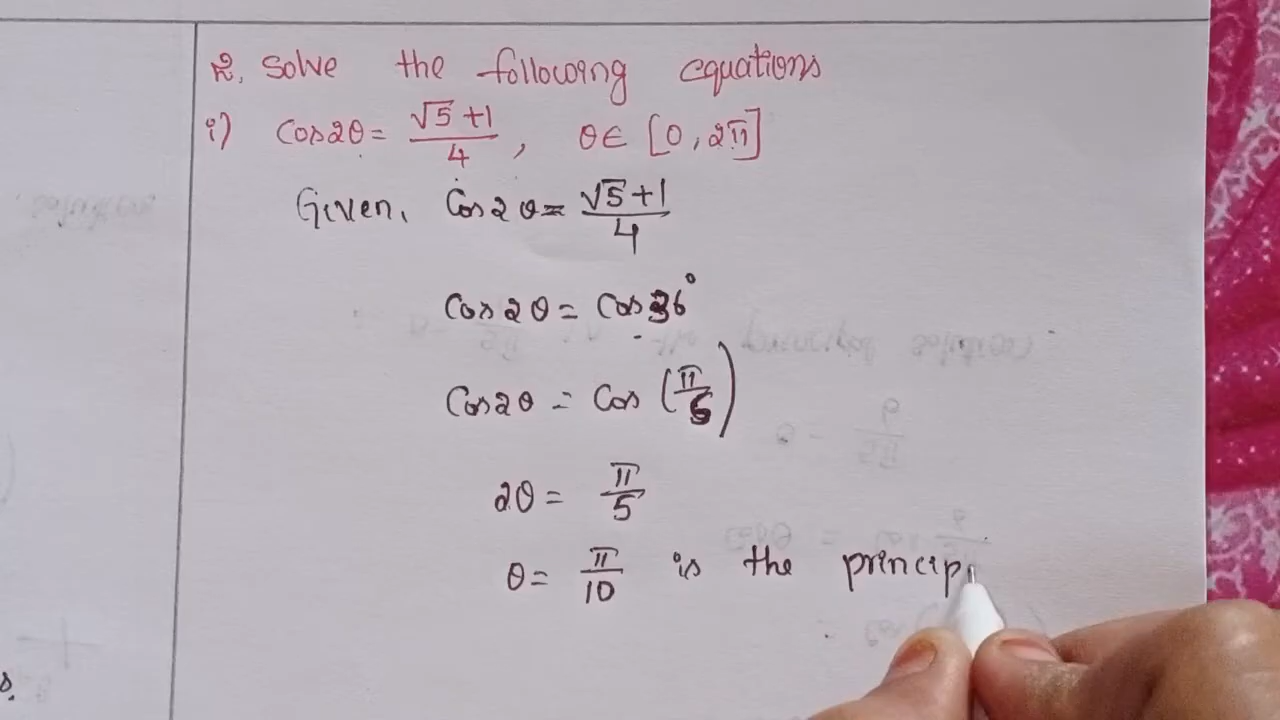 2, Solve the following equations
i) Cos2θ = √5+1/4 , θ∈ [0, 2π]
Given, Cos2θ = √5+1/4
Cos2θ = Cos36°
Cos2θ = Cos (π/5)
2θ = π/5
θ = π/10 is the princip